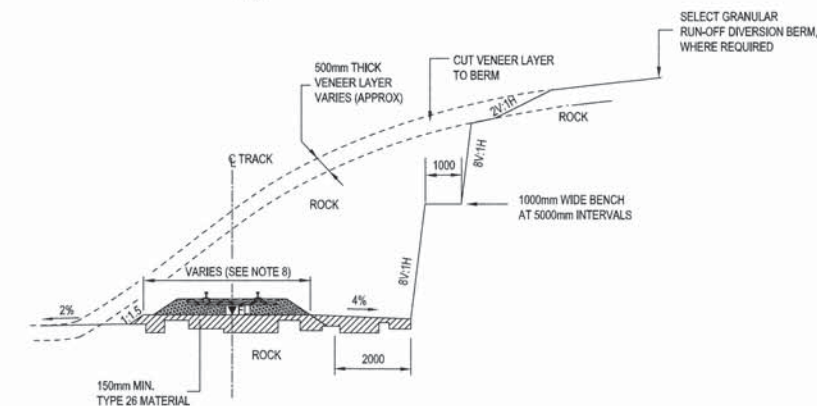 SELECT GRANULAR
RUN-OFF DIVERSION BERM,
WHERE REQUIRED
500mm THICK
VENEER LAYER
VARIES (APPROX)
CUT VENEER LAYER
TO BERM
2V:1H
ROCK
℄ TRACK
1000
8V:1H
ROCK
1000mm WIDE BENCH
AT 5000mm INTERVALS
8V:1H
VARIES (SEE NOTE 8)
2%
1:1.5
4%
ROCK
2000
150mm MIN.
TYPE 26 MATERIAL